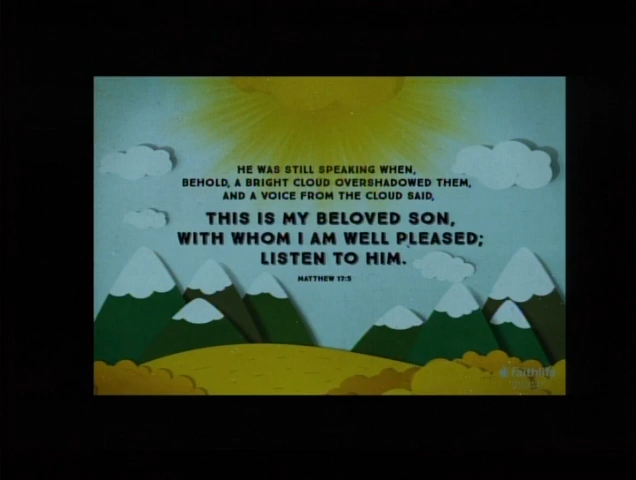 HE WAS STILL SPEAKING WHEN,
BEHOLD, A BRIGHT CLOUD OVERSHADOWED THEM,
AND A VOICE FROM THE CLOUD SAID,
THIS IS MY BELOVED SON,
WITH WHOM I AM WELL PLEASED;
LISTEN TO HIM.
MATTHEW 17:5
faithlife